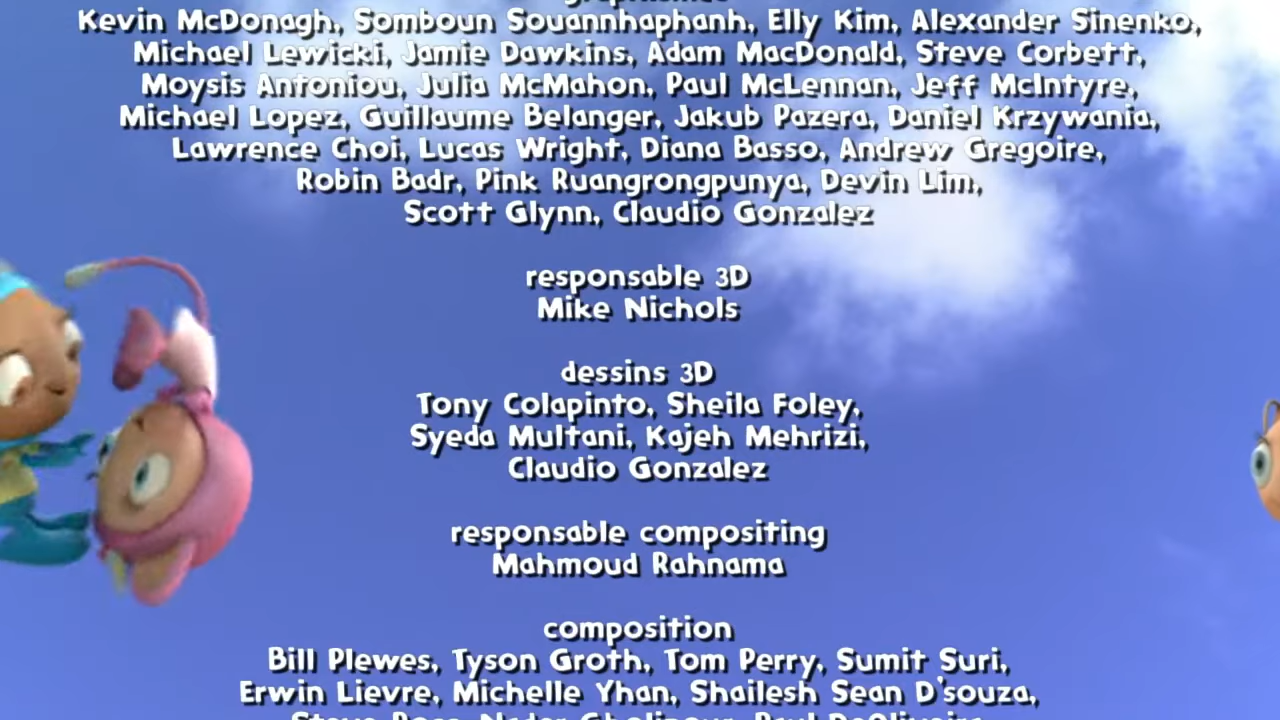 Kevin McDonagh, Somboun Souannhaphanh, Elly Kim, Alexander Sinenko,
Michael Lewicki, Jamie Dawkins, Adam MacDonald, Steve Corbett,
Moysis Antoniou, Julia McMahon, Paul McLennan, Jeff McIntyre,
Michael Lopez, Guillaume Belanger, Jakub Pazera, Daniel Krzywania,
Lawrence Choi, Lucas Wright, Diana Basso, Andrew Gregoire,
Robin Badr, Pink Ruangrongpunya, Devin Lim,
Scott Glynn, Claudio Gonzalez
responsable 3D
Mike Nichols
dessins 3D
Tony Colapinto, Sheila Foley,
Syeda Multani, Kajeh Mehrizi,
Claudio Gonzalez
responsable compositing
Mahmoud Rahnama
composition
Bill Plewes, Tyson Groth, Tom Perry, Sumit Suri,
Erwin Lievre, Michelle Yhan, Shailesh Sean D'souza,